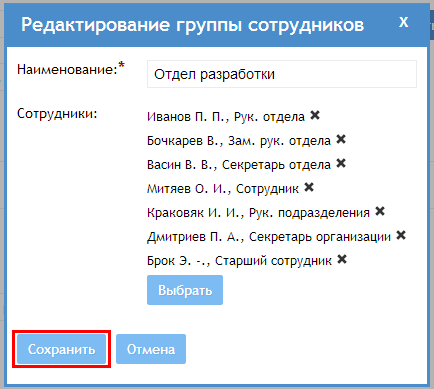 Редактирование группы сотрудников x
Наименование:* Отдел разработки
Сотрудники: Иванов П. П., Рук. отдела ✖
Бочкарев В., Зам. рук. отдела ✖
Васин В. В., Секретарь отдела ✖
Митяев О. И., Сотрудник ✖
Краковяк И. И., Рук. подразделения ✖
Дмитриев П. А., Секретарь организации ✖
Брок Э. -., Старший сотрудник ✖
Выбрать
Сохранить Отмена